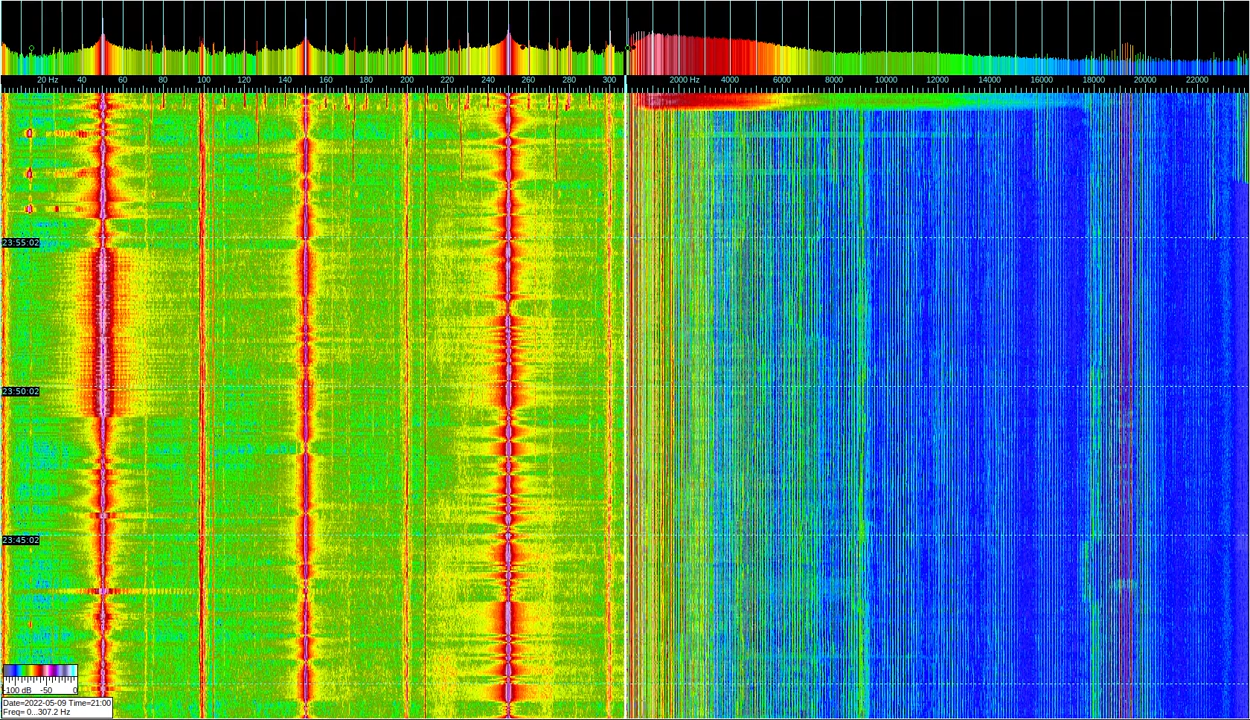 20 Hz 40 60 80 100 120 140 160 180 200 220 240 260 280 300 2000 Hz 4000 6000 8000 10000 12000 14000 16000 18000 20000 22000
23:55:02
23:50:02
23:45:02
-100 dB -50 0
Date=2022-05-09 Time=21:00
Freq= 0...307.2 Hz